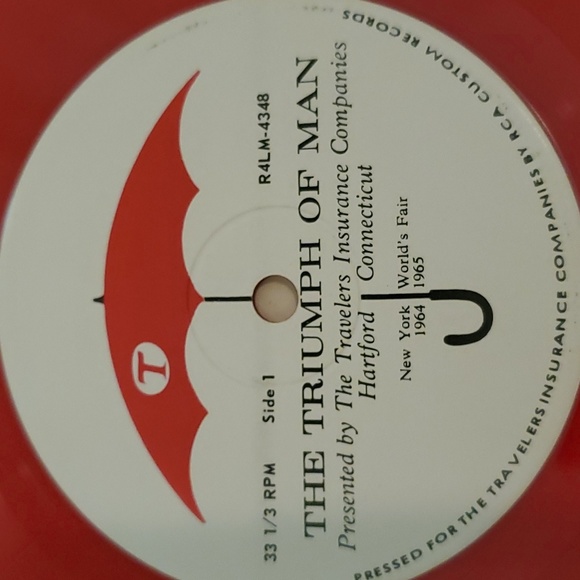 T
33 1/3 RPM Side 1 R4LM-4348
THE TRIUMPH OF MAN
Presented by The Travelers Insurance Companies
Hartford Connecticut
New York World's Fair
1964 1965
PRESSED FOR THE TRAVELERS INSURANCE COMPANIES BY RCA CUSTOM RECORDS